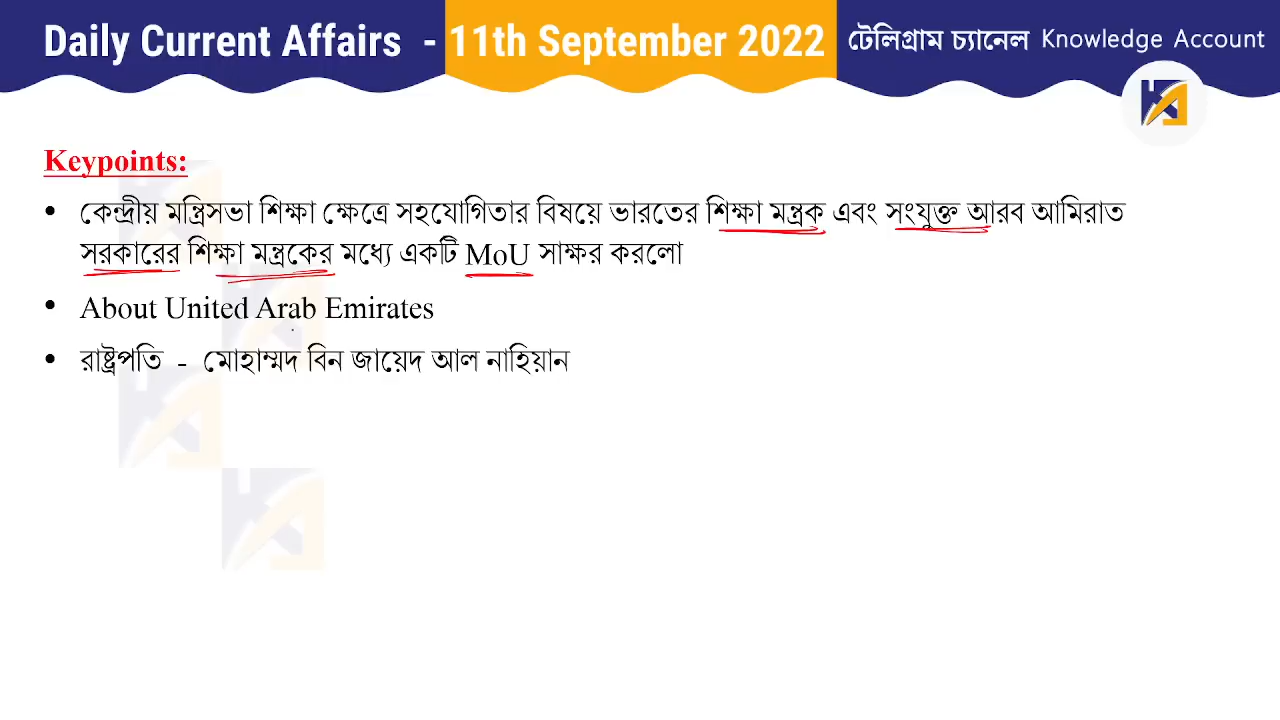 Daily Current Affairs - 11th September 2022 টেলিগ্রাম চ্যানেল Knowledge Account
Keypoints:
• কেন্দ্রীয় মন্ত্রিসভা শিক্ষা ক্ষেত্রে সহযোগিতার বিষয়ে ভারতের শিক্ষা মন্ত্রক এবং সংযুক্ত আরব আমিরাত
সরকারের শিক্ষা মন্ত্রকের মধ্যে একটি MoU সাক্ষর করলো
• About United Arab Emirates
• রাষ্ট্রপতি - মোহাম্মদ বিন জায়েদ আল নাহিয়ান